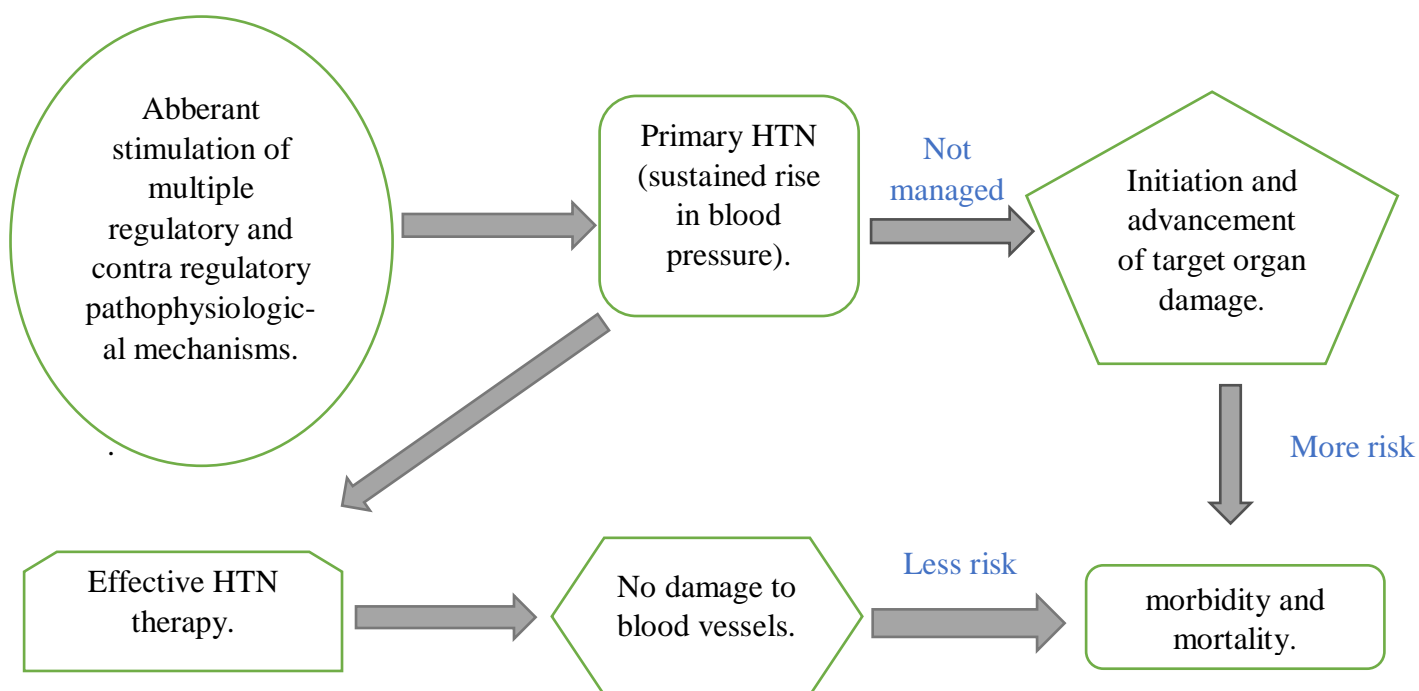 Abberant
stimulation of
multiple
regulatory and
contra regulatory
pathophysiologic-
al mechanisms.
.
Primary HTN
(sustained rise
in blood
pressure).
Not
managed
Initiation and
advancement
of target organ
damage.
More risk
Effective HTN
therapy.
No damage to
blood vessels.
Less risk
morbidity and
mortality.